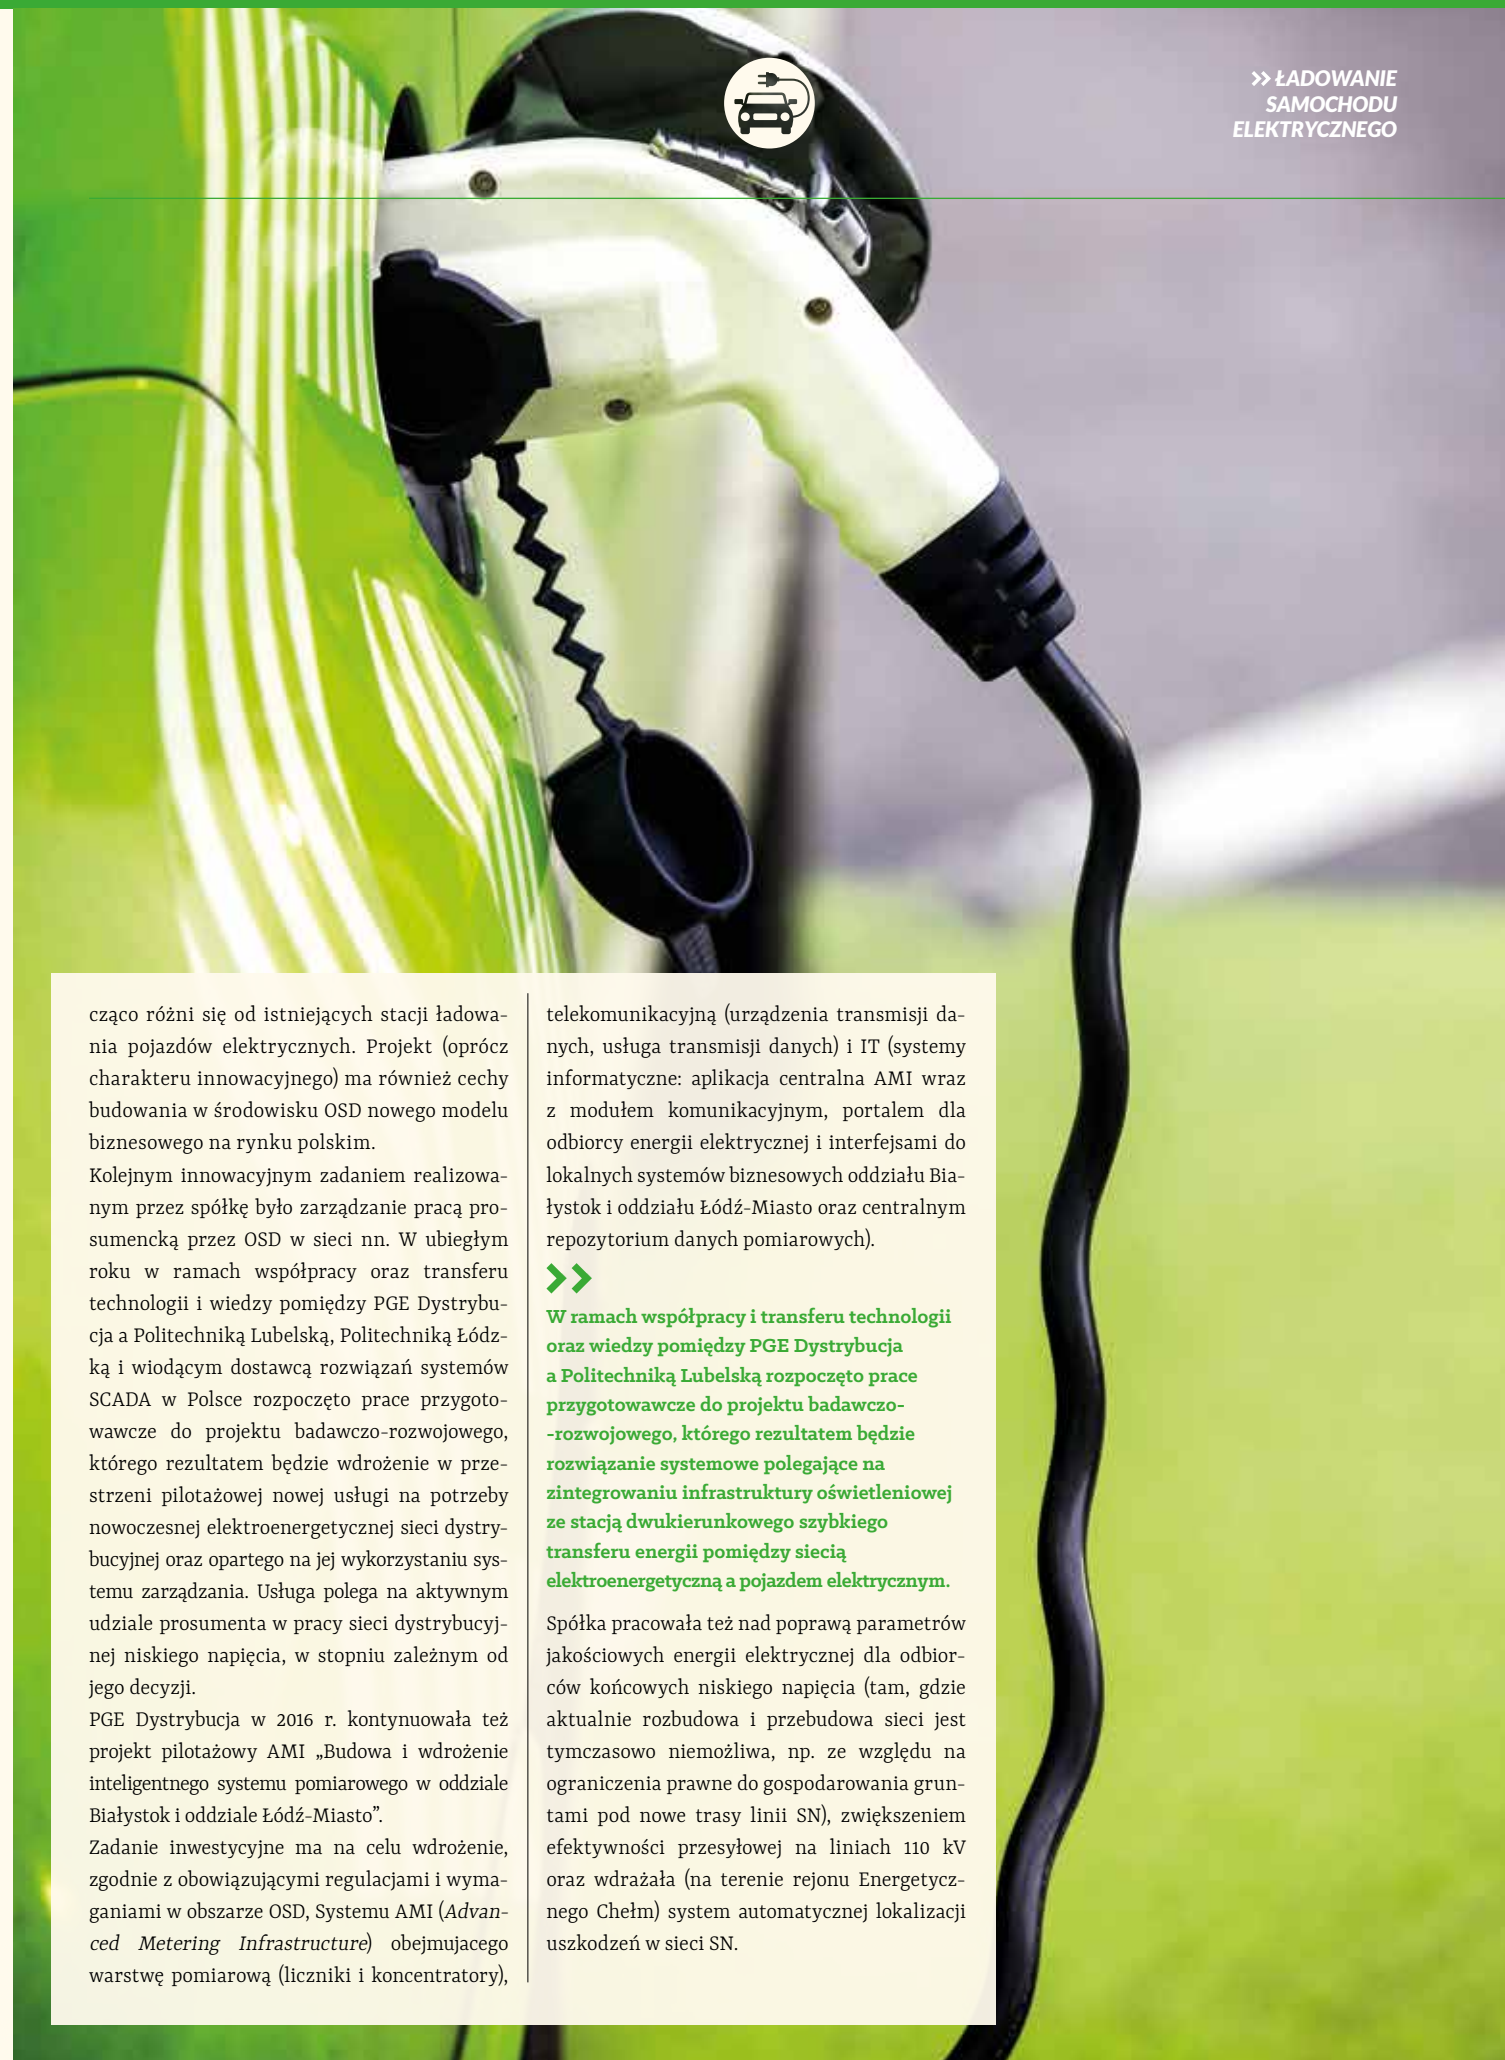 >> ŁADOWANIE
SAMOCHODU
ELEKTRYCZNEGO
cząco różni się od istniejących stacji ładowa-
nia pojazdów elektrycznych. Projekt (oprócz
charakteru innowacyjnego) ma również cechy
budowania w środowisku OSD nowego modelu
biznesowego na rynku polskim.
Kolejnym innowacyjnym zadaniem realizowa-
nym przez spółkę było zarządzanie pracą pro-
sumencką przez OSD w sieci nn. W ubiegłym
roku w ramach współpracy oraz transferu
technologii i wiedzy pomiędzy PGE Dystrybu-
cja a Politechniką Lubelską, Politechniką Łódz-
ką i wiodącym dostawcą rozwiązań systemów
SCADA w Polsce rozpoczęto prace przygoto-
wawcze do projektu badawczo-rozwojowego,
którego rezultatem będzie wdrożenie w prze-
strzeni pilotażowej nowej usługi na potrzeby
nowoczesnej elektroenergetycznej sieci dystry-
bucyjnej oraz opartego na jej wykorzystaniu sys-
temu zarządzania. Usługa polega na aktywnym
udziale prosumenta w pracy sieci dystrybucyj-
nej niskiego napięcia, w stopniu zależnym od
jego decyzji.
PGE Dystrybucja w 2016 r. kontynuowała też
projekt pilotażowy AMI „Budowa i wdrożenie
inteligentnego systemu pomiarowego w oddziale
Białystok i oddziale Łódź-Miasto”.
Zadanie inwestycyjne ma na celu wdrożenie,
zgodnie z obowiązującymi regulacjami i wyma-
ganiami w obszarze OSD, Systemu AMI (Advan-
ced Metering Infrastructure) obejmujacego
warstwę pomiarową (liczniki i koncentratory),
telekomunikacyjną (urządzenia transmisji da-
nych, usługa transmisji danych) i IT (systemy
informatyczne: aplikacja centralna AMI wraz
z modułem komunikacyjnym, portalem dla
odbiorcy energii elektrycznej i interfejsami do
lokalnych systemów biznesowych oddziału Bia-
łystok i oddziału Łódź-Miasto oraz centralnym
repozytorium danych pomiarowych).
>>
W ramach współpracy i transferu technologii
oraz wiedzy pomiędzy PGE Dystrybucja
a Politechniką Lubelską rozpoczęto prace
przygotowawcze do projektu badawczo-
-rozwojowego, którego rezultatem będzie
rozwiązanie systemowe polegające na
zintegrowaniu infrastruktury oświetleniowej
ze stacją dwukierunkowego szybkiego
transferu energii pomiędzy siecią
elektroenergetyczną a pojazdem elektrycznym.
Spółka pracowała też nad poprawą parametrów
jakościowych energii elektrycznej dla odbior-
ców końcowych niskiego napięcia (tam, gdzie
aktualnie rozbudowa i przebudowa sieci jest
tymczasowo niemożliwa, np. ze względu na
ograniczenia prawne do gospodarowania grun-
tami pod nowe trasy linii SN), zwiększeniem
efektywności przesyłowej na liniach 110 kV
oraz wdrażała (na terenie rejonu Energetycz-
nego Chełm) system automatycznej lokalizacji
uszkodzeń w sieci SN.